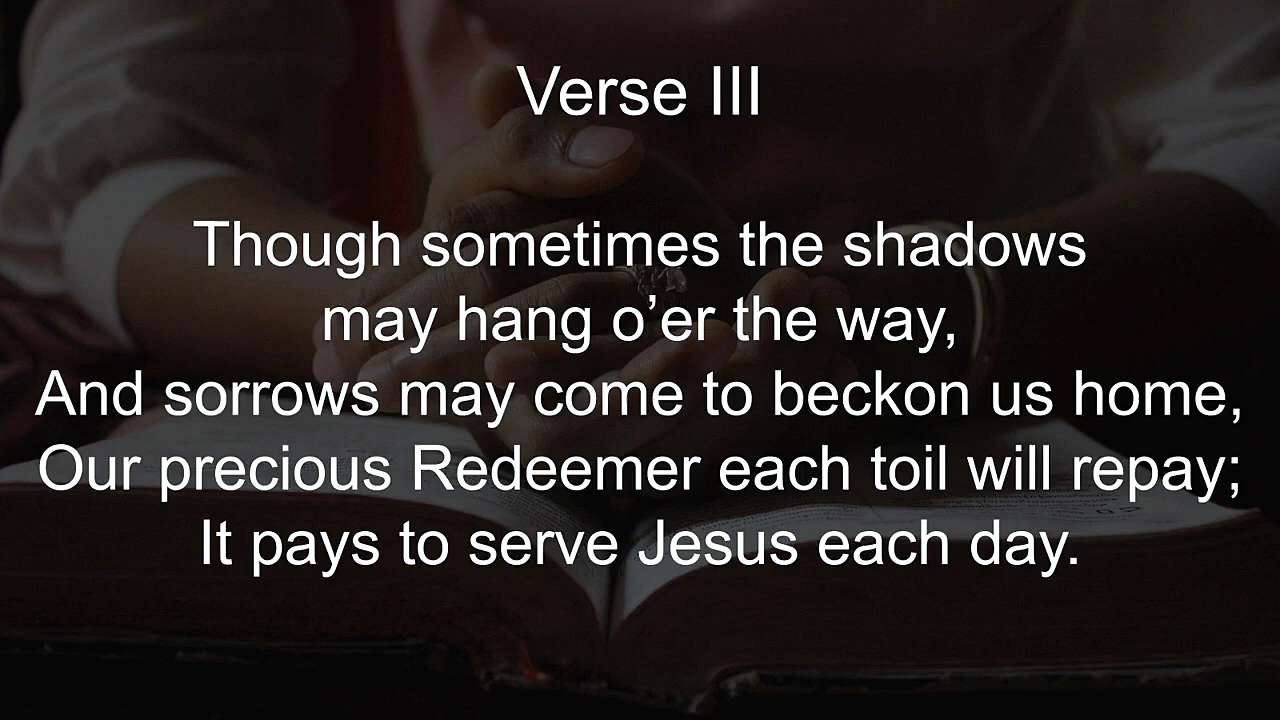 Verse III
Though sometimes the shadows
may hang o’er the way,
And sorrows may come to beckon us home,
Our precious Redeemer each toil will repay;
It pays to serve Jesus each day.